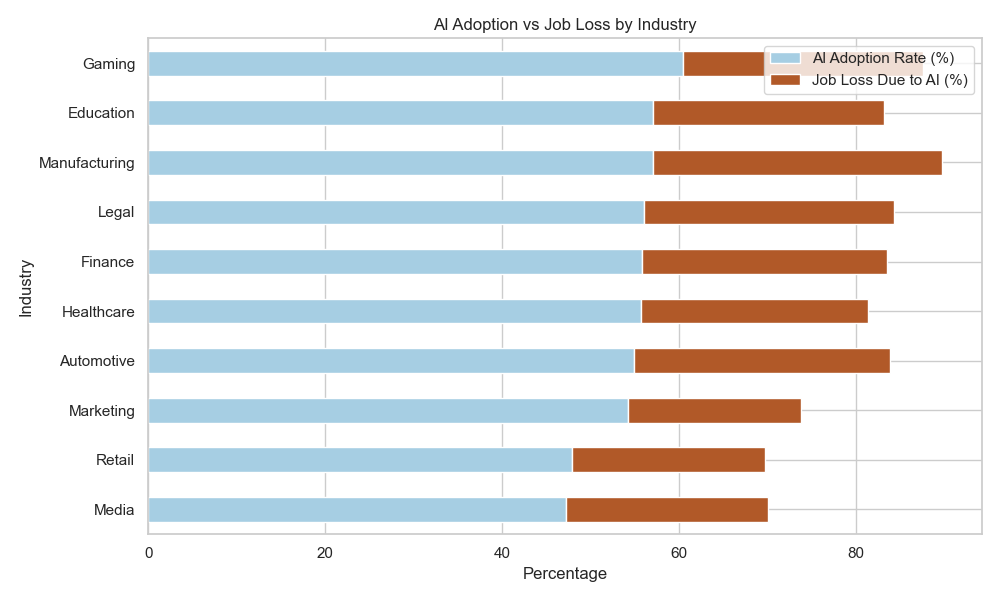 AI Adoption vs Job Loss by Industry
AI Adoption Rate (%)
Job Loss Due to AI (%)
Industry
Gaming
Education
Manufacturing
Legal
Finance
Healthcare
Automotive
Marketing
Retail
Media
0 20 40 60 80
Percentage